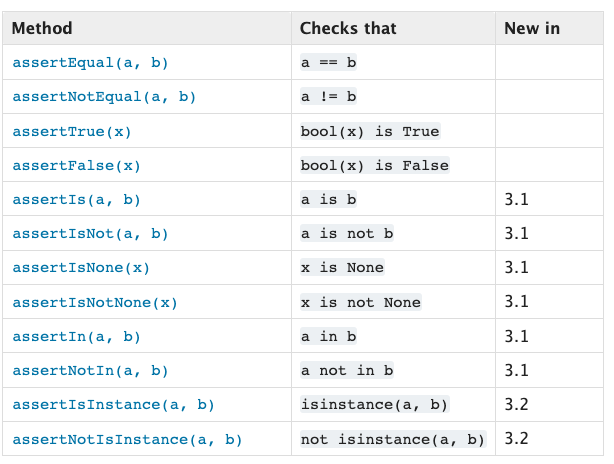 Method Checks that New in
assertEqual(a, b) a == b
assertNotEqual(a, b) a != b
assertTrue(x) bool(x) is True
assertFalse(x) bool(x) is False
assertIs(a, b) a is b 3.1
assertIsNot(a, b) a is not b 3.1
assertIsNone(x) x is None 3.1
assertIsNotNone(x) x is not None 3.1
assertIn(a, b) a in b 3.1
assertNotIn(a, b) a not in b 3.1
assertIsInstance(a, b) isinstance(a, b) 3.2
assertNotIsInstance(a, b) not isinstance(a, b) 3.2